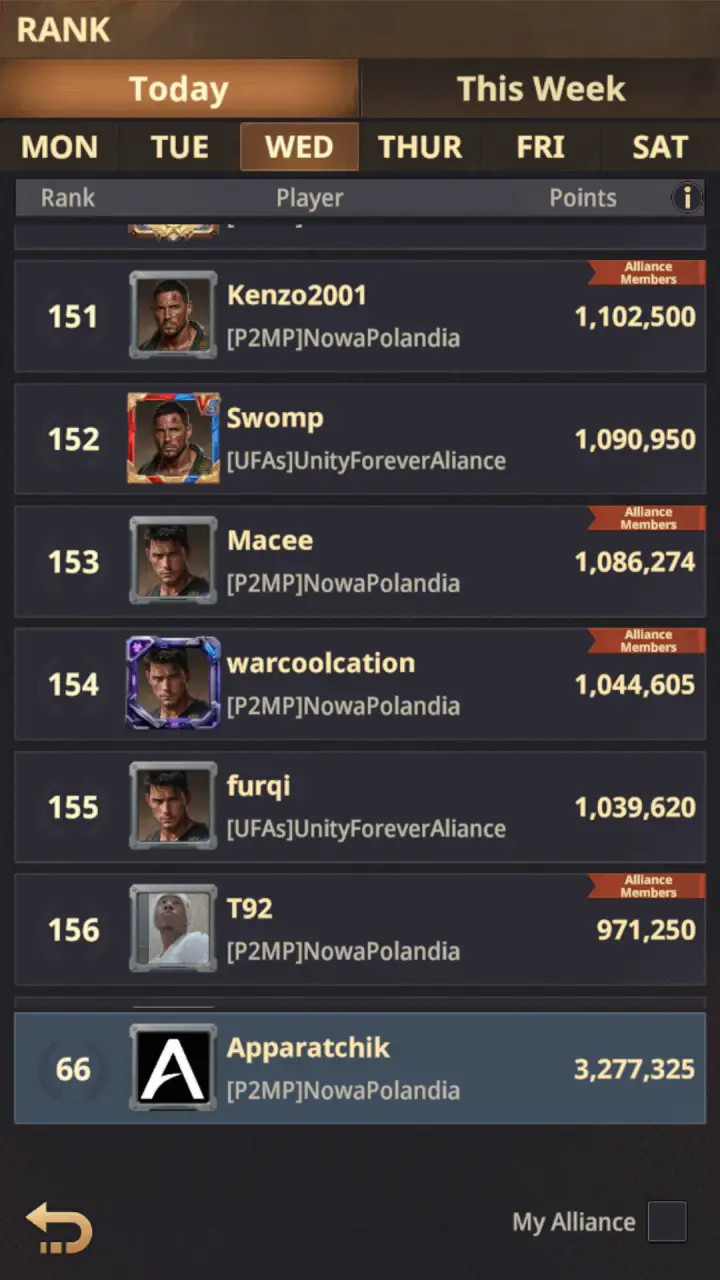 RANK
Today
This Week
MON
TUE
WED
THUR
FRI
SAT
Rank
Player
Points
i
151
Kenzo2001
[P2MP]NowaPolandia
Alliance
Members
1,102,500
152
VS
Swomp
[UFAs]UnityForeverAliance
1,090,950
153
Macee
[P2MP]NowaPolandia
Alliance
Members
1,086,274
154
warcoolcation
[P2MP]NowaPolandia
Alliance
Members
1,044,605
155
furqi
[UFAs]UnityForeverAliance
1,039,620
156
T92
[P2MP]NowaPolandia
Alliance
Members
971,250
66
A
Apparatchik
[P2MP]NowaPolandia
3,277,325
My Alliance